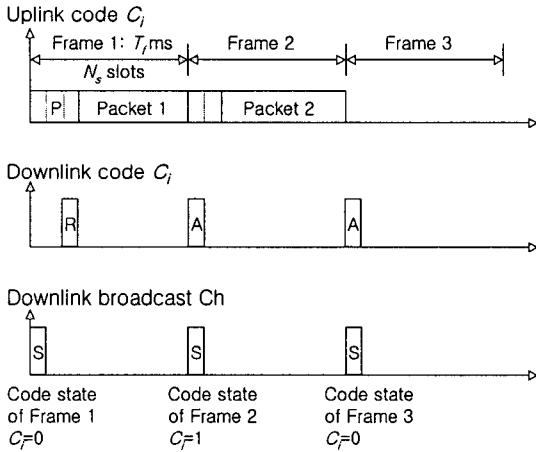 Uplink code Cᵢ
Frame 1: T_f ms
Frame 2
Frame 3
N_s slots
P
Packet 1
Packet 2
Downlink code Cᵢ
R
A
A
Downlink broadcast Ch
S
S
S
Code state
of Frame 1
Cᵢ=0
Code state
of Frame 2
Cᵢ=1
Code state
of Frame 3
Cᵢ=0